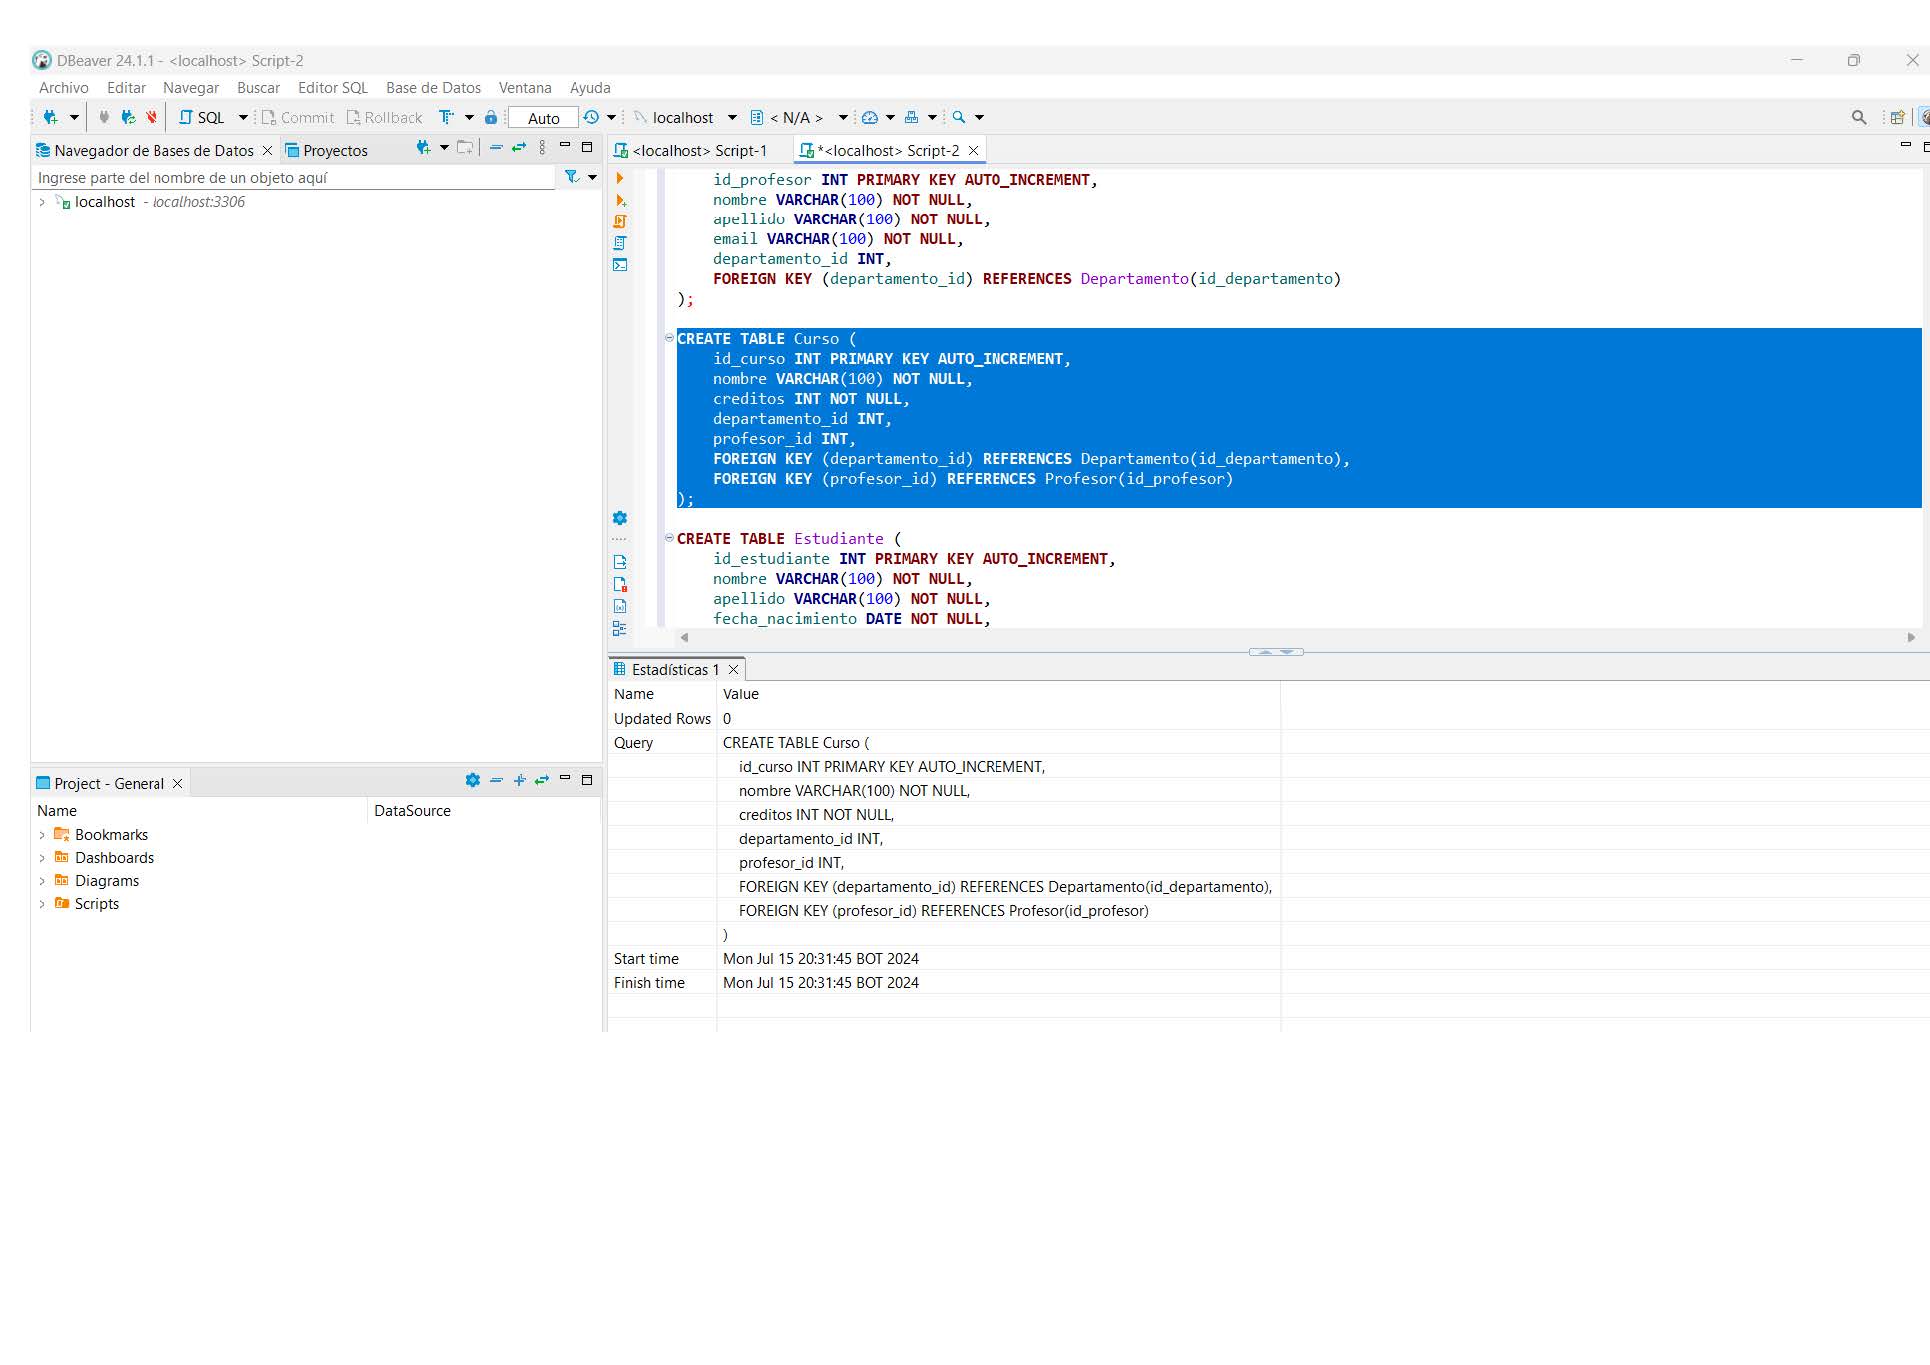 DBeaver 24.1.1 - <localhost> Script-2
Archivo Editar Navegar Buscar Editor SQL Base de Datos Ventana Ayuda
SQL Commit Rollback Auto localhost < N/A >
Navegador de Bases de Datos Proyectos
Ingrese parte del nombre de un objeto aquí
localhost - localhost:3306
<localhost> Script-1 *<localhost> Script-2
id_profesor INT PRIMARY KEY AUTO_INCREMENT,
nombre VARCHAR(100) NOT NULL,
apellido VARCHAR(100) NOT NULL,
email VARCHAR(100) NOT NULL,
departamento_id INT,
FOREIGN KEY (departamento_id) REFERENCES Departamento(id_departamento)
);
CREATE TABLE Curso (
id_curso INT PRIMARY KEY AUTO_INCREMENT,
nombre VARCHAR(100) NOT NULL,
creditos INT NOT NULL,
departamento_id INT,
profesor_id INT,
FOREIGN KEY (departamento_id) REFERENCES Departamento(id_departamento),
FOREIGN KEY (profesor_id) REFERENCES Profesor(id_profesor)
);
CREATE TABLE Estudiante (
id_estudiante INT PRIMARY KEY AUTO_INCREMENT,
nombre VARCHAR(100) NOT NULL,
apellido VARCHAR(100) NOT NULL,
fecha_nacimiento DATE NOT NULL,
Estadísticas 1
Name Value
Updated Rows 0
Query CREATE TABLE Curso (
id_curso INT PRIMARY KEY AUTO_INCREMENT,
nombre VARCHAR(100) NOT NULL,
creditos INT NOT NULL,
departamento_id INT,
profesor_id INT,
FOREIGN KEY (departamento_id) REFERENCES Departamento(id_departamento),
FOREIGN KEY (profesor_id) REFERENCES Profesor(id_profesor)
)
Start time Mon Jul 15 20:31:45 BOT 2024
Finish time Mon Jul 15 20:31:45 BOT 2024
Project - General
Name DataSource
Bookmarks
Dashboards
Diagrams
Scripts